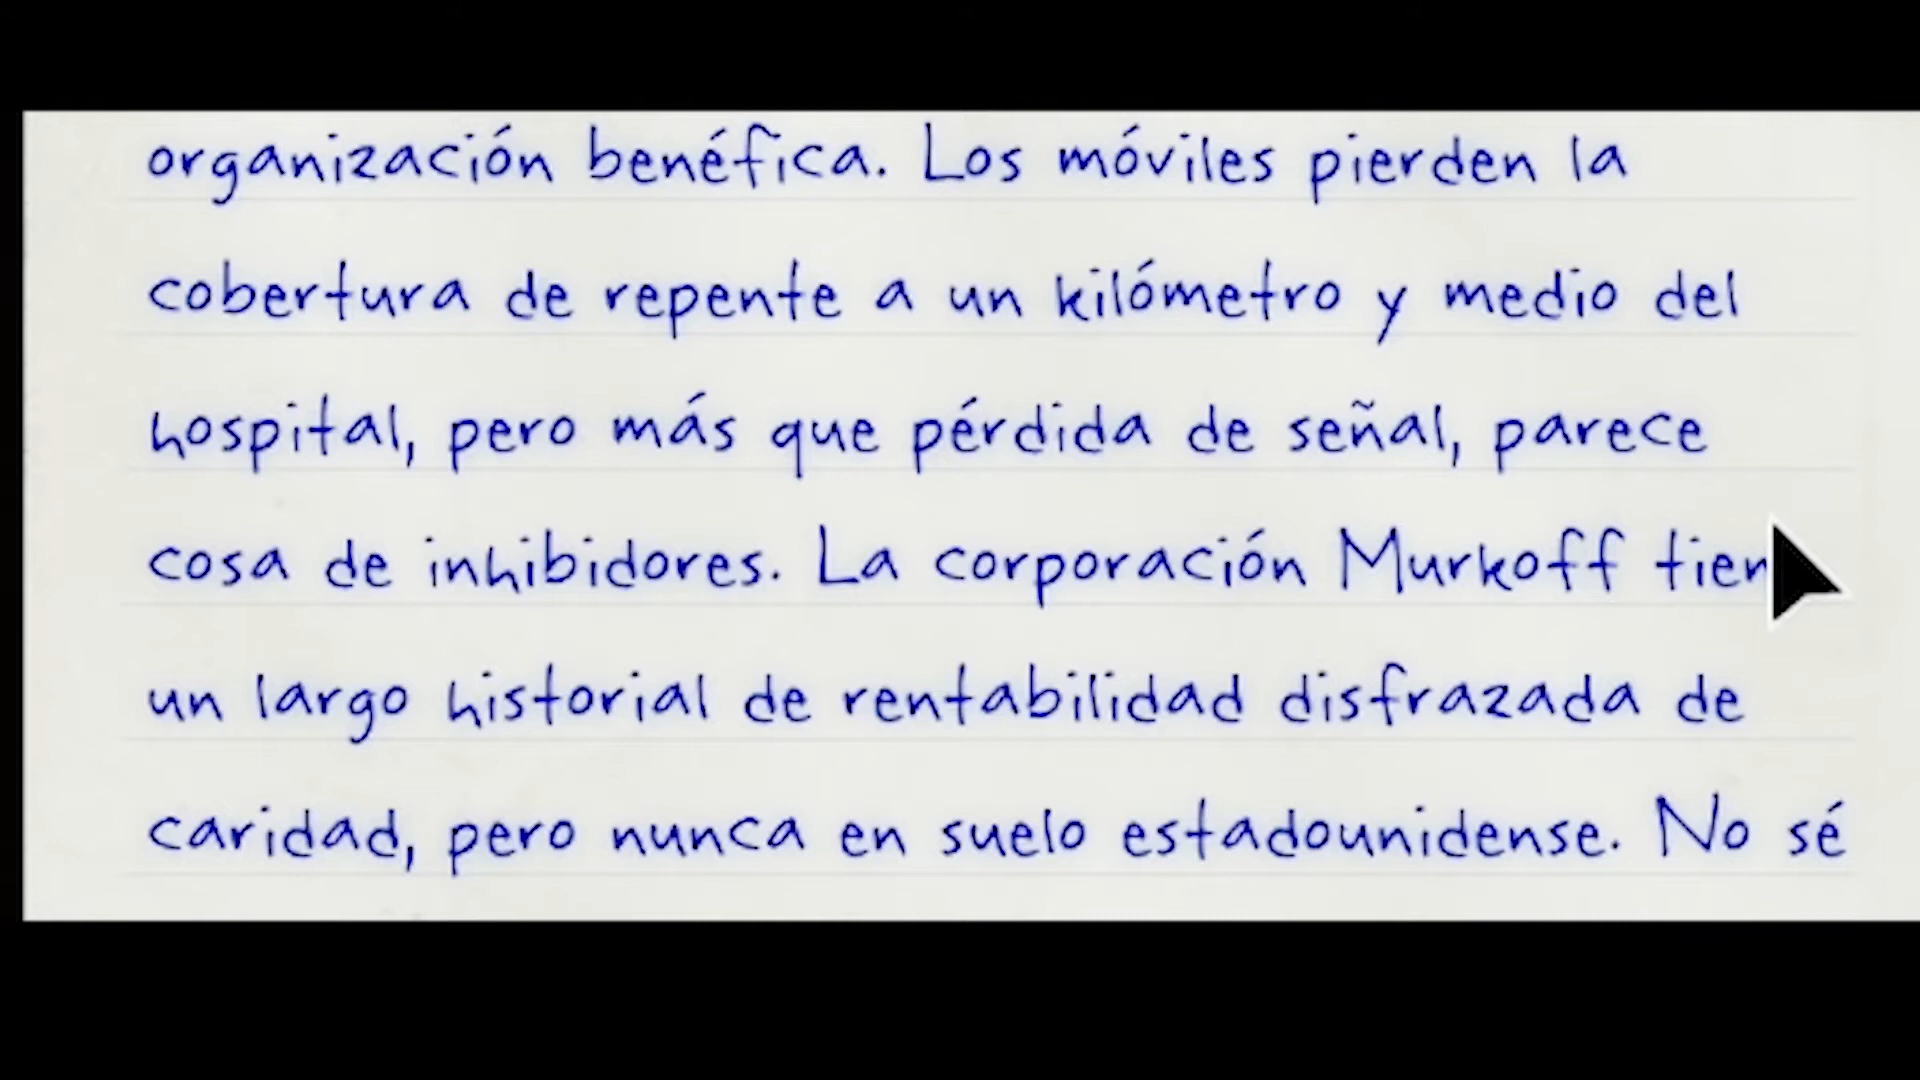 organización benéfica. Los móviles pierden la
cobertura de repente a un kilómetro y medio del
hospital, pero más que pérdida de señal, parece
cosa de inhibidores. La corporación Murkoff
un largo historial de rentabilidad disfrazada de
caridad, pero nunca en suelo estadounidense. No sé